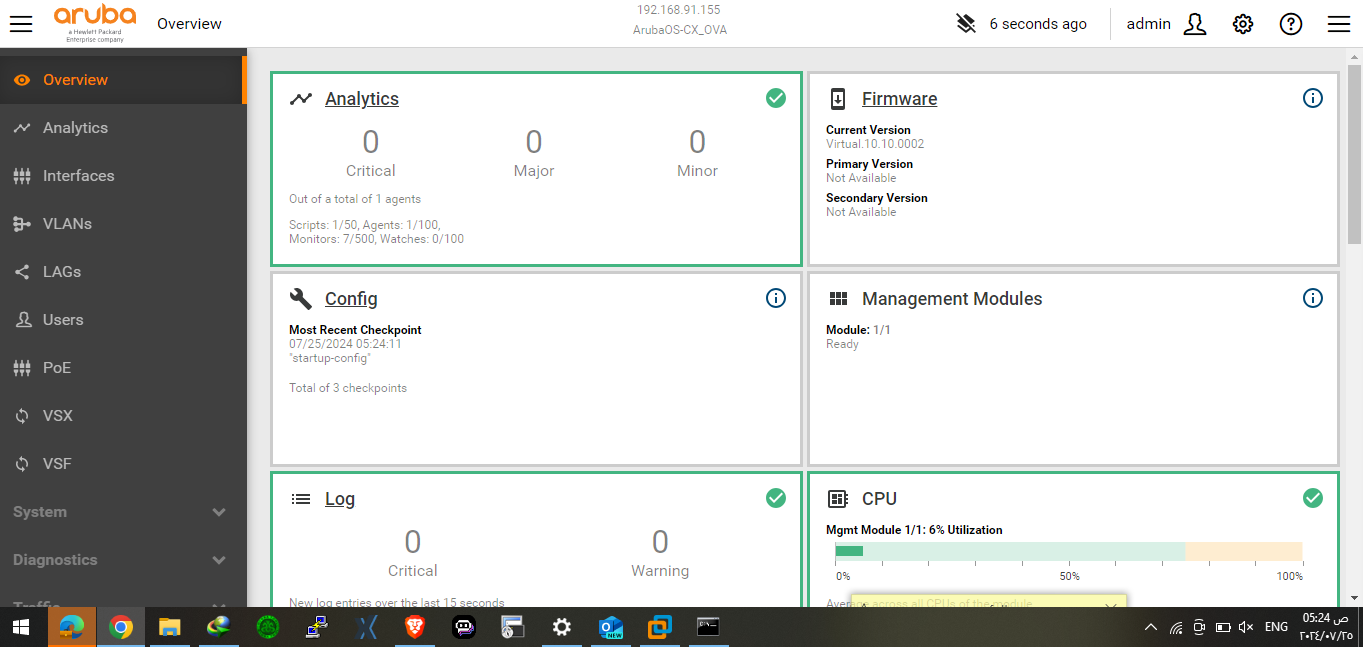 aruba
a Hewlett Packard
Enterprise company
Overview
192.168.91.155
ArubaOS-CX_OVA
6 seconds ago
admin
Overview
Analytics
Interfaces
VLANs
LAGs
Users
PoE
VSX
VSF
System
Diagnostics
Traffic
Analytics
0 0 0
Critical Major Minor
Out of a total of 1 agents
Scripts: 1/50, Agents: 1/100,
Monitors: 7/500, Watches: 0/100
Firmware
Current Version
Virtual.10.10.0002
Primary Version
Not Available
Secondary Version
Not Available
Config
Most Recent Checkpoint
07/25/2024 05:24:11
"startup-config"
Total of 3 checkpoints
Management Modules
Module: 1/1
Ready
Log
0 0
Critical Warning
New log entries over the last 15 seconds
CPU
Mgmt Module 1/1: 6% Utilization
0% 50% 100%
Average across all CPUs of the module
NEW
ENG
05:24 ص
٢٠٢٤/٠٧/٢٥